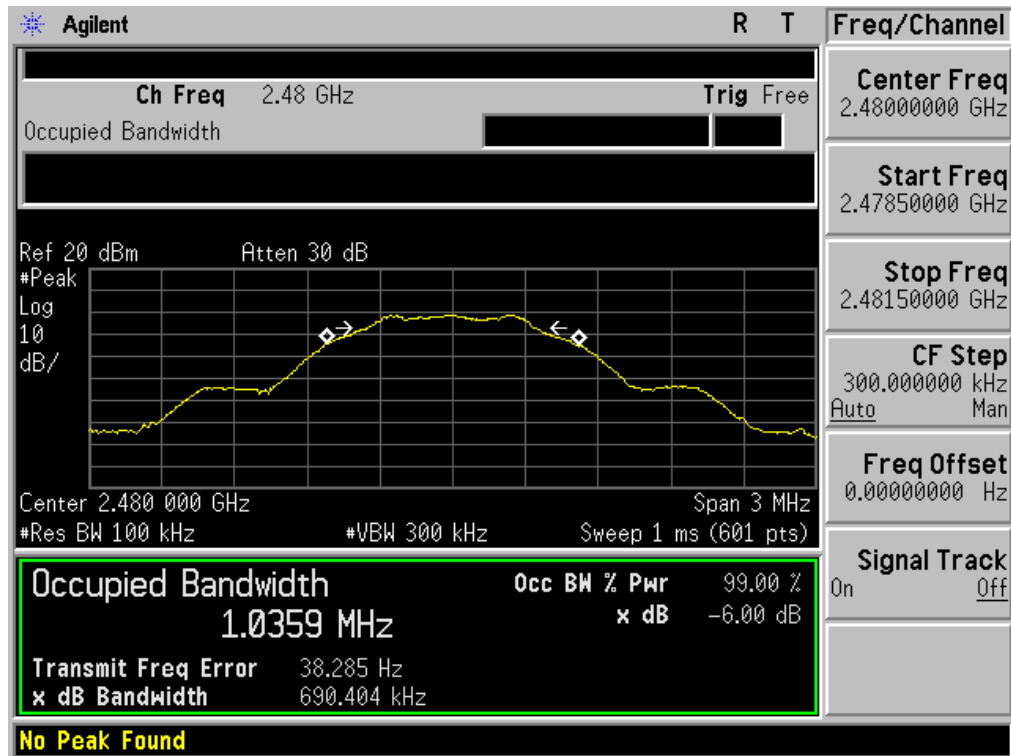 Agilent R T
Freq/Channel
Ch Freq 2.48 GHz Trig Free
Occupied Bandwidth
Center Freq
2.48000000 GHz
Start Freq
2.47850000 GHz
Stop Freq
2.48150000 GHz
CF Step
300.000000 kHz
Auto Man
Freq Offset
0.00000000 Hz
Signal Track
On Off
Ref 20 dBm Atten 30 dB
#Peak
Log
10
dB/
Center 2.480 000 GHz Span 3 MHz
#Res BW 100 kHz #VBW 300 kHz Sweep 1 ms (601 pts)
Occupied Bandwidth Occ BW % Pwr 99.00 %
1.0359 MHz x dB -6.00 dB
Transmit Freq Error 38.285 Hz
x dB Bandwidth 690.404 kHz
No Peak Found